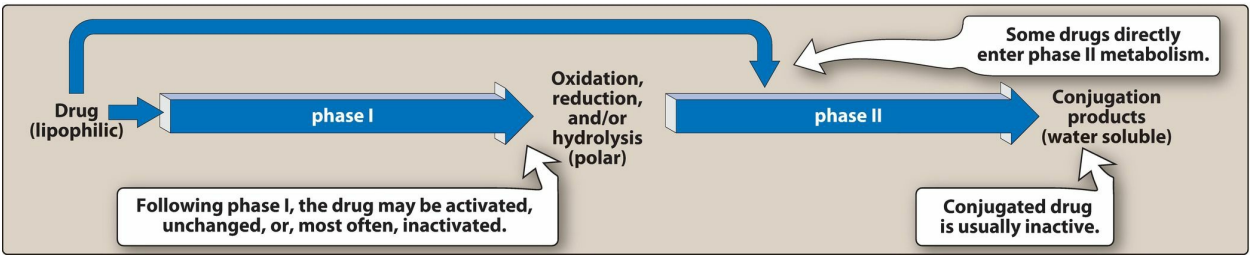 Some drugs directly
enter phase II metabolism.
Drug
(lipophilic)
phase I
Oxidation,
reduction,
and/or
hydrolysis
(polar)
phase II
Conjugation
products
(water soluble)
Following phase I, the drug may be activated,
unchanged, or, most often, inactivated.
Conjugated drug
is usually inactive.